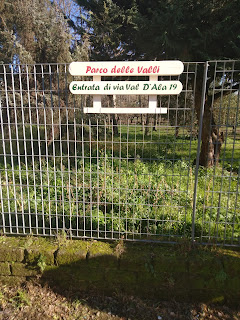 Parco delle Valli
Entrata di via Val D'Ala 19